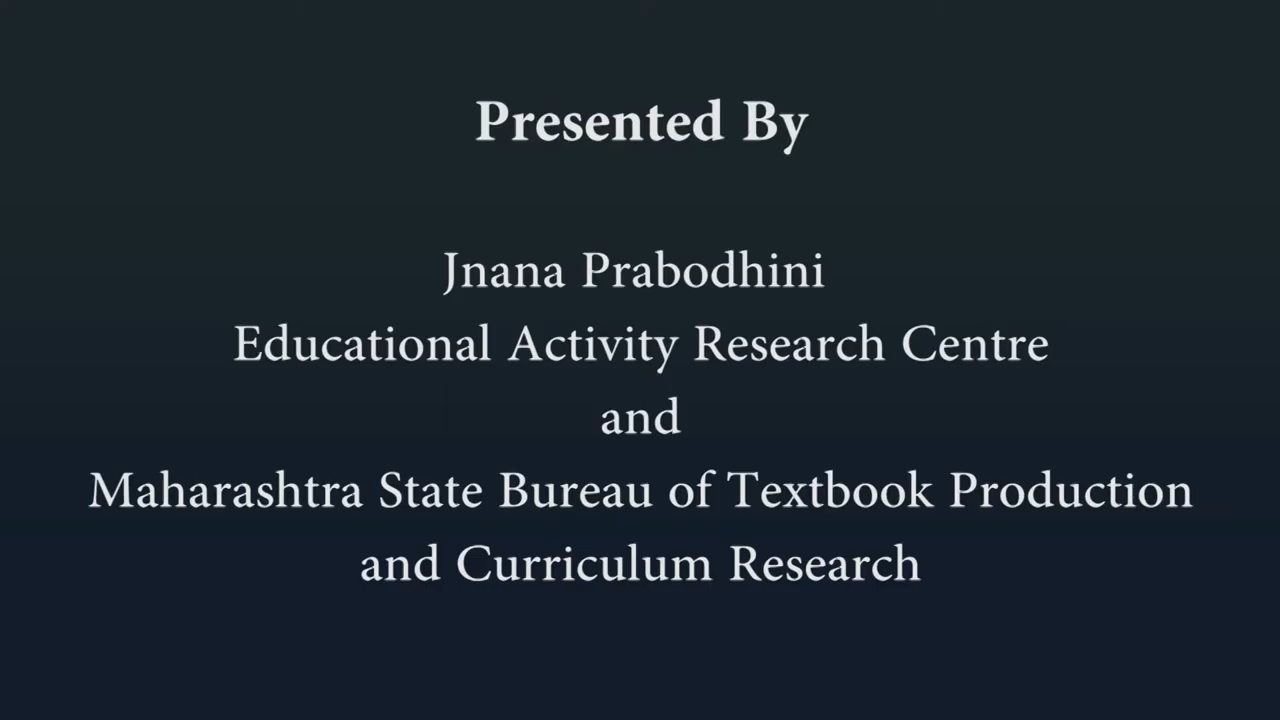 Presented By
Jnana Prabodhini
Educational Activity Research Centre
and
Maharashtra State Bureau of Textbook Production
and Curriculum Research